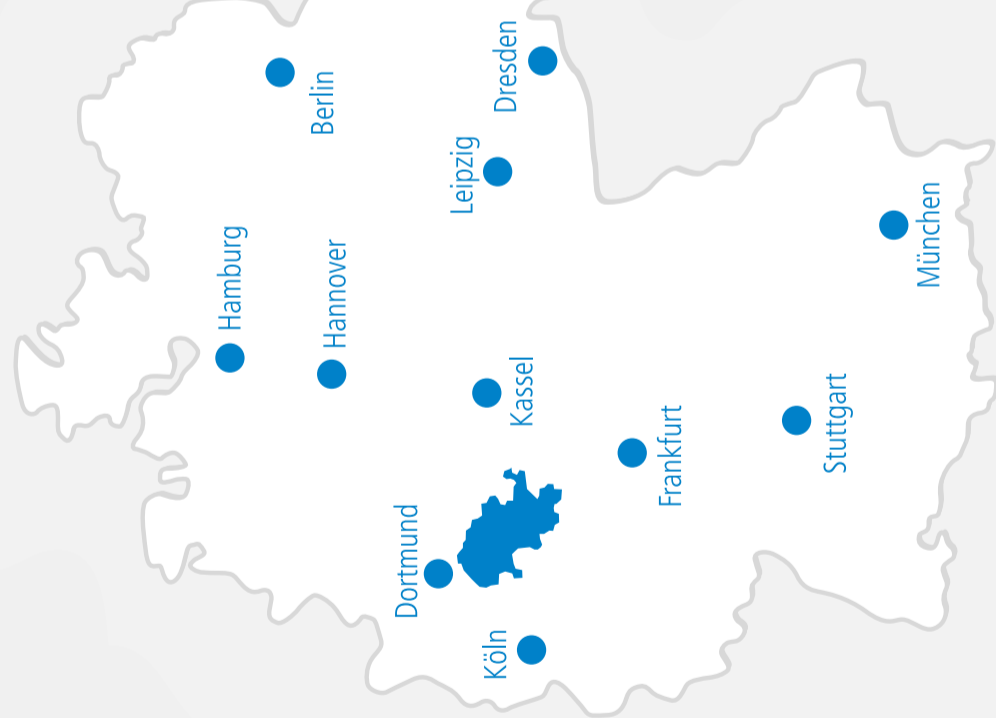 Hamburg
Berlin
Hannover
Dortmund
Leipzig
Kassel
Köln
Dresden
Frankfurt
Stuttgart
München